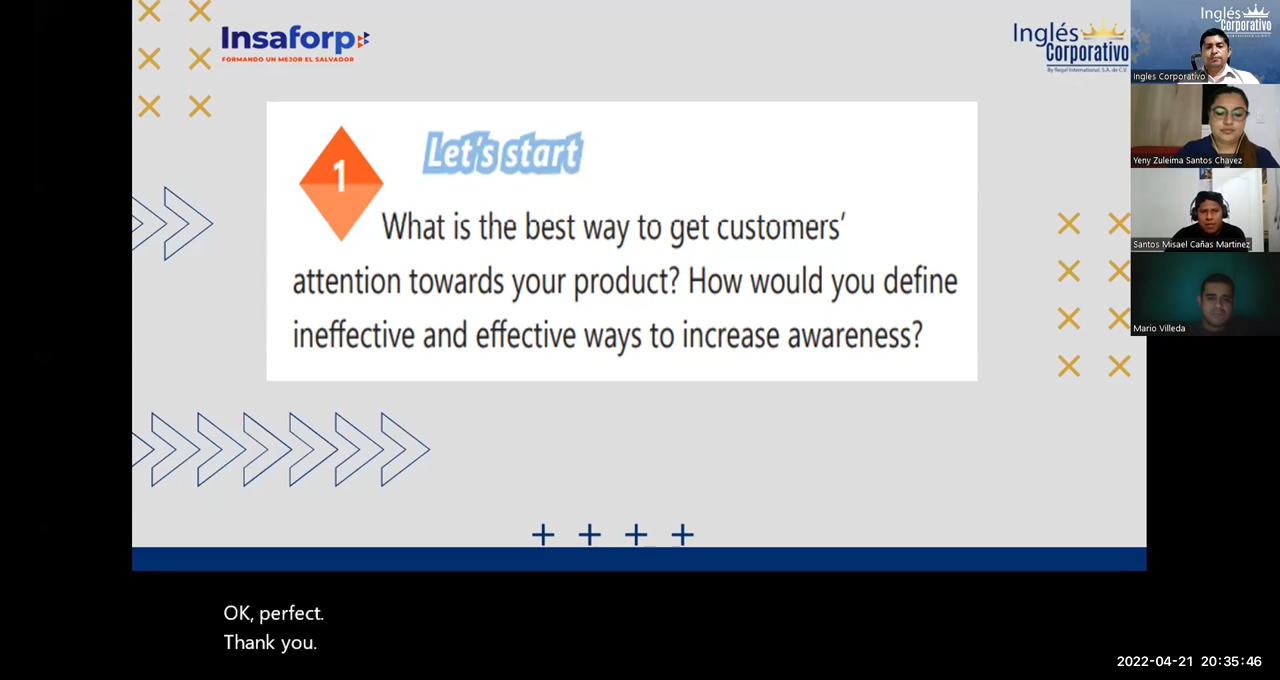 Insaforp
FORMANDO UN MEJOR EL SALVADOR
Inglés
Corporativo
By Regal International, S.A. de C.V.
1
Let's start
What is the best way to get customers'
attention towards your product? How would you define
ineffective and effective ways to increase awareness?
Inglés
Corporativo
Ingles Corporativo
Yeny Zuleima Santos Chavez
Santos Misael Cañas Martinez
Mario Villeda
OK, perfect.
Thank you.
2022-04-21 20:35:46